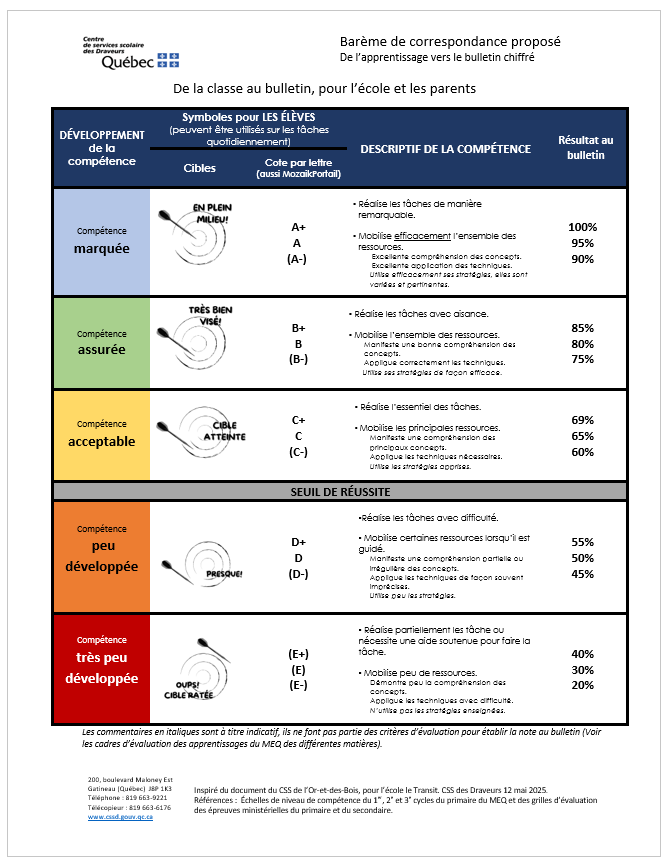 Centre
de services scolaire
des Draveurs
Québec
Barème de correspondance proposé
De l'apprentissage vers le bulletin chiffré
De la classe au bulletin, pour l'école et les parents
DÉVELOPPEMENT
de la
compétence
Symboles pour LES ÉLÈVES
(peuvent être utilisés sur les tâches
quotidiennement)
Cibles
Cote par lettre
(aussi MozaikPortail)
DESCRIPTIF DE LA COMPÉTENCE
Résultat au
bulletin
Compétence
marquée
EN PLEIN
MILIEU!
A+
A
(A-)
• Réalise les tâches de manière
remarquable.
• Mobilise efficacement l'ensemble des
ressources.
Excellente compréhension des concepts.
Excellente application des techniques.
Utilise efficacement ses stratégies, elles sont
variées et pertinentes.
100%
95%
90%
Compétence
assurée
TRÈS BIEN
VISÉ!
B+
B
(B-)
• Réalise les tâches avec aisance.
• Mobilise l'ensemble des ressources.
Manifeste une bonne compréhension des
concepts.
Applique correctement les techniques.
Utilise ses stratégies de façon efficace.
85%
80%
75%
Compétence
acceptable
CIBLE
ATTEINTE
C+
C
(C-)
• Réalise l'essentiel des tâches.
• Mobilise les principales ressources.
Manifeste une compréhension des
principaux concepts.
Applique les techniques nécessaires.
Utilise les stratégies apprises.
69%
65%
60%
SEUIL DE RÉUSSITE
Compétence
peu
développée
PRESQUE!
D+
D
(D-)
•Réalise les tâches avec difficulté.
• Mobilise certaines ressources lorsqu'il est
guidé.
Manifeste une compréhension partielle ou
irrégulière des concepts.
Applique les techniques de façon souvent
imprécises.
Utilise peu les stratégies.
55%
50%
45%
Compétence
très peu
développée
OUPS!
CIBLE RATÉE
(E+)
(E)
(E-)
• Réalise partiellement les tâche ou
nécessite une aide soutenue pour faire la
tâche.
• Mobilise peu de ressources.
Démontre peu la compréhension des
concepts.
Applique les techniques avec difficulté.
N'utilise pas les stratégies enseignées.
40%
30%
20%
Les commentaires en italiques sont à titre indicatif, ils ne font pas partie des critères d'évaluation pour établir la note au bulletin (Voir
les cadres d'évaluation des apprentissages du MEQ des différentes matières).
200, boulevard Maloney Est
Gatineau (Québec) J8P 1K3
Téléphone : 819 663-9221
Télécopieur : 819 663-6176
www.cssd.gouv.qc.ca
Inspiré du document du CSS de l'Or-et-des-Bois, pour l'école le Transit. CSS des Draveurs 12 mai 2025.
Références : Échelles de niveau de compétence du 1er, 2e et 3e cycles du primaire du MEQ et des grilles d'évaluation
des épreuves ministérielles du primaire et du secondaire.